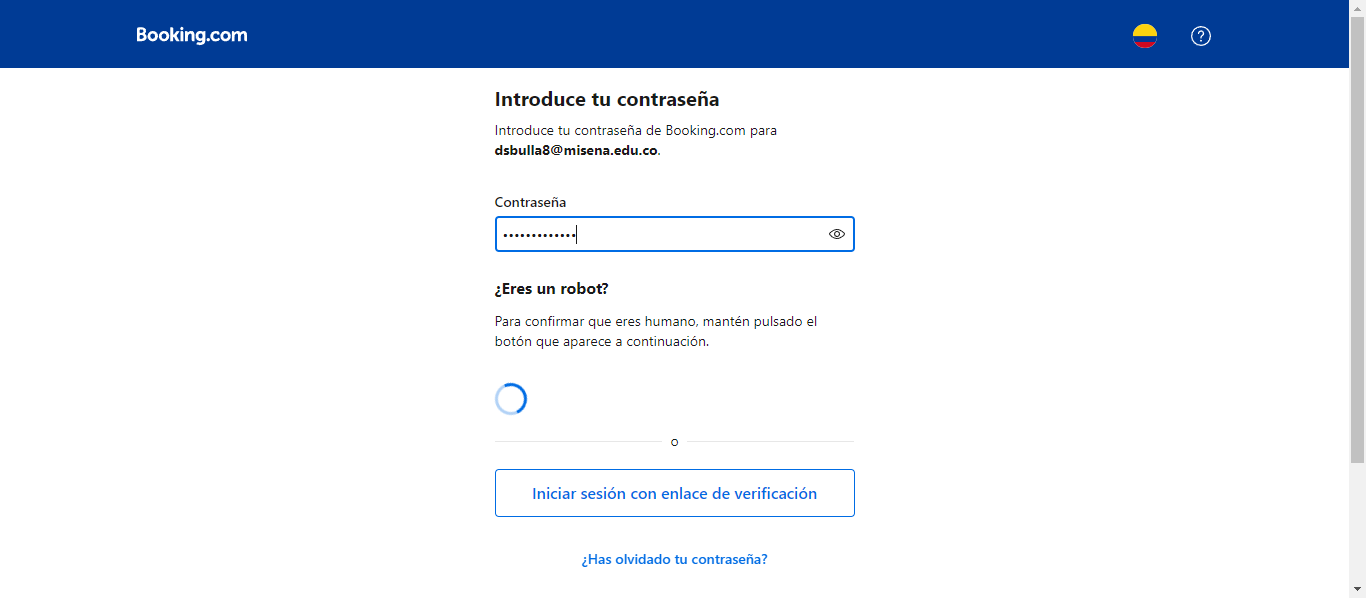 Booking.com
Introduce tu contraseña
Introduce tu contraseña de Booking.com para
dsbulla8@misena.edu.co.
Contraseña
•••••••••••••
¿Eres un robot?
Para confirmar que eres humano, mantén pulsado el
botón que aparece a continuación.
o
Iniciar sesión con enlace de verificación
¿Has olvidado tu contraseña?